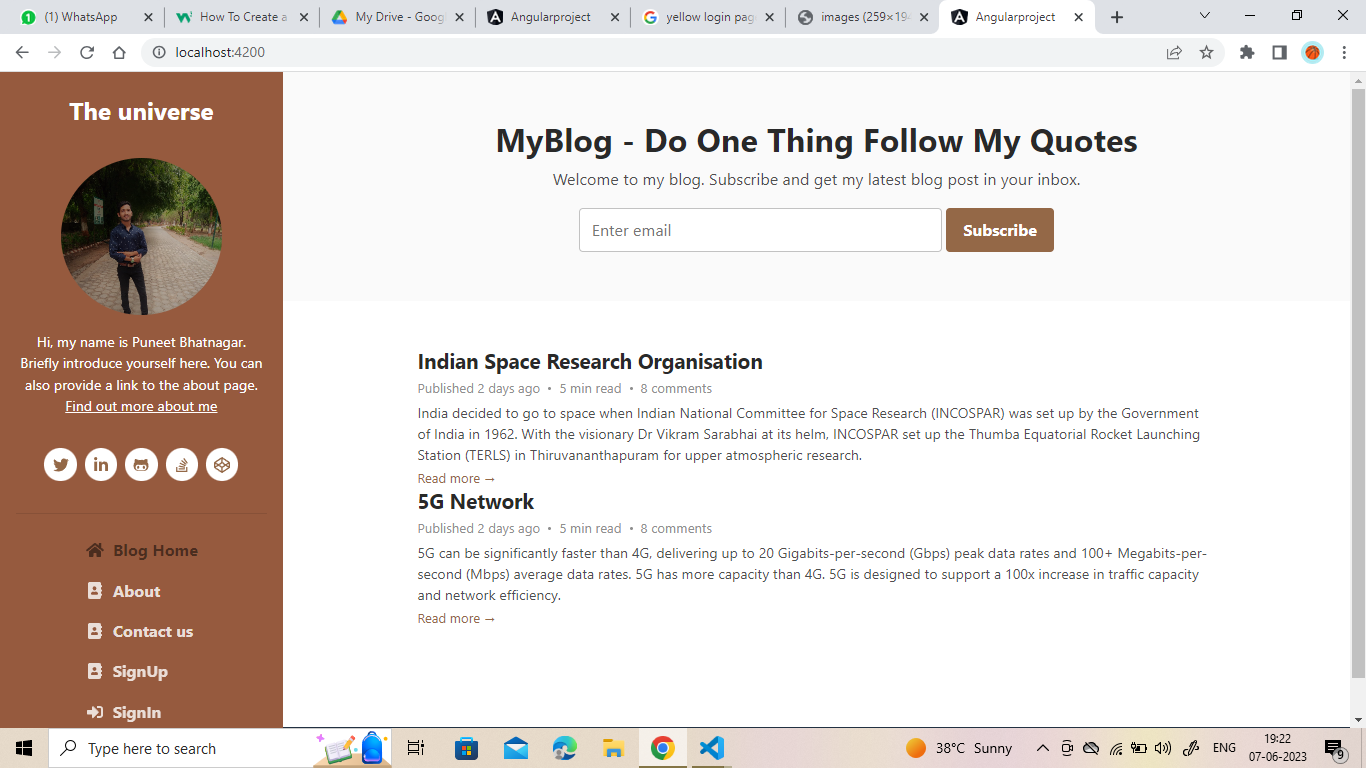 (1) WhatsApp
How To Create a
My Drive - Goog
Angularproject
yellow login pag
images (259×194
Angularproject
localhost:4200
The universe
Hi, my name is Puneet Bhatnagar.
Briefly introduce yourself here. You can
also provide a link to the about page.
Find out more about me
Blog Home
About
Contact us
SignUp
SignIn
MyBlog - Do One Thing Follow My Quotes
Welcome to my blog. Subscribe and get my latest blog post in your inbox.
Enter email
Subscribe
Indian Space Research Organisation
Published 2 days ago • 5 min read • 8 comments
India decided to go to space when Indian National Committee for Space Research (INCOSPAR) was set up by the Government
of India in 1962. With the visionary Dr Vikram Sarabhai at its helm, INCOSPAR set up the Thumba Equatorial Rocket Launching
Station (TERLS) in Thiruvananthapuram for upper atmospheric research.
Read more →
5G Network
Published 2 days ago • 5 min read • 8 comments
5G can be significantly faster than 4G, delivering up to 20 Gigabits-per-second (Gbps) peak data rates and 100+ Megabits-per-
second (Mbps) average data rates. 5G has more capacity than 4G. 5G is designed to support a 100x increase in traffic capacity
and network efficiency.
Read more →
Type here to search
38°C Sunny
ENG
19:22
07-06-2023
9